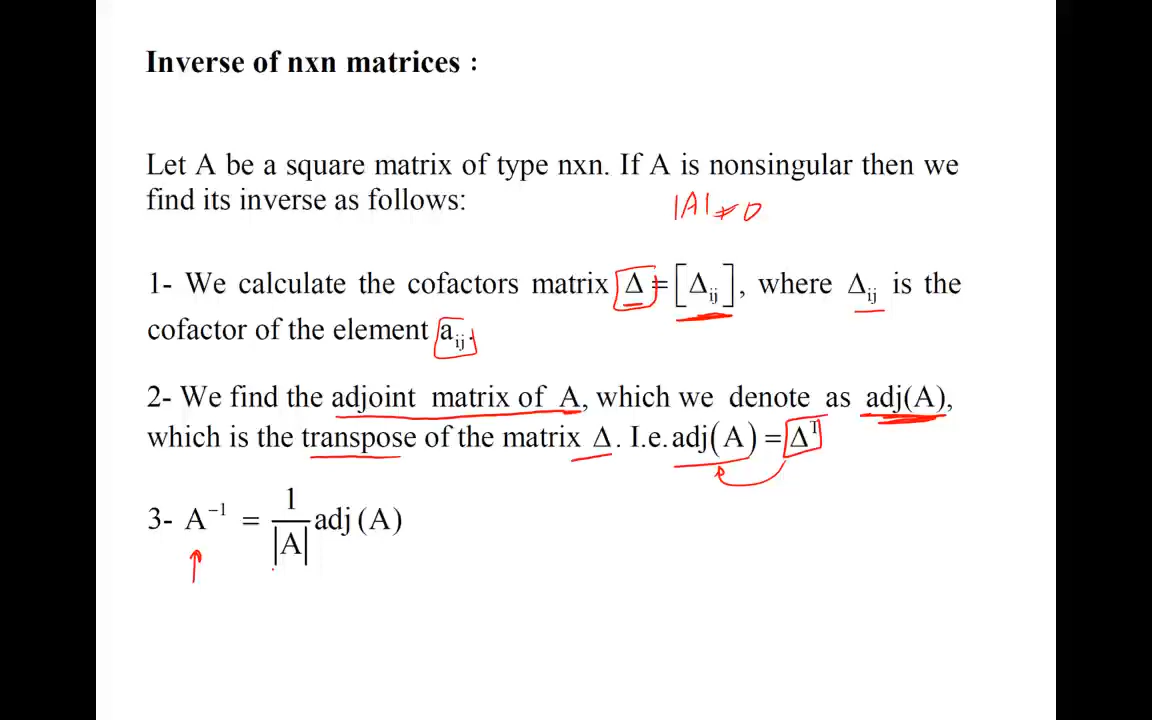 Inverse of nxn matrices :
Let A be a square matrix of type nxn. If A is nonsingular then we
find its inverse as follows:
|A| ≠ 0
1- We calculate the cofactors matrix Δ = [Δij], where Δij is the
cofactor of the element aij.
2- We find the adjoint matrix of A, which we denote as adj(A),
which is the transpose of the matrix Δ. I.e. adj(A) = Δ^T
3- A⁻¹ = 1/|A| adj(A)